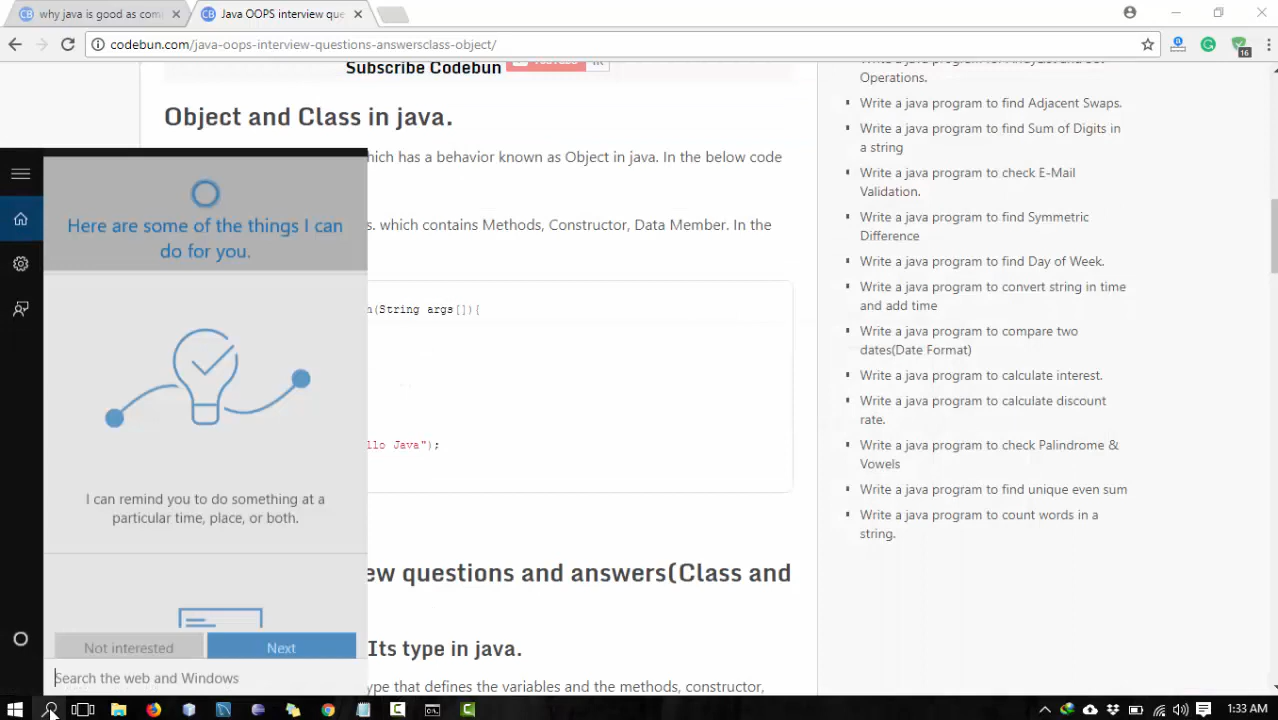 why java is good as com
Java OOPS interview que
codebun.com/java-oops-interview-questions-answersclass-object/
16
Subscribe Codebun
Object and Class in java.
hich has a behavior known as Object in java. In the below code
s. which contains Methods, Constructor, Data Member. In the
n(String args[]){
llo Java");
ew questions and answers(Class and
Its type in java.
ype that defines the variables and the methods, constructor,
Operations.
Write a java program to find Adjacent Swaps.
Write a java program to find Sum of Digits in
a string
Write a java program to check E-Mail
Validation.
Write a java program to find Symmetric
Difference
Write a java program to find Day of Week.
Write a java program to convert string in time
and add time
Write a java program to compare two
dates(Date Format)
Write a java program to calculate interest.
Write a java program to calculate discount
rate.
Write a java program to check Palindrome &
Vowels
Write a java program to find unique even sum
Write a java program to count words in a
string.
Here are some of the things I can
do for you.
I can remind you to do something at a
particular time, place, or both.
Not interested
Next
Search the web and Windows
1:33 AM